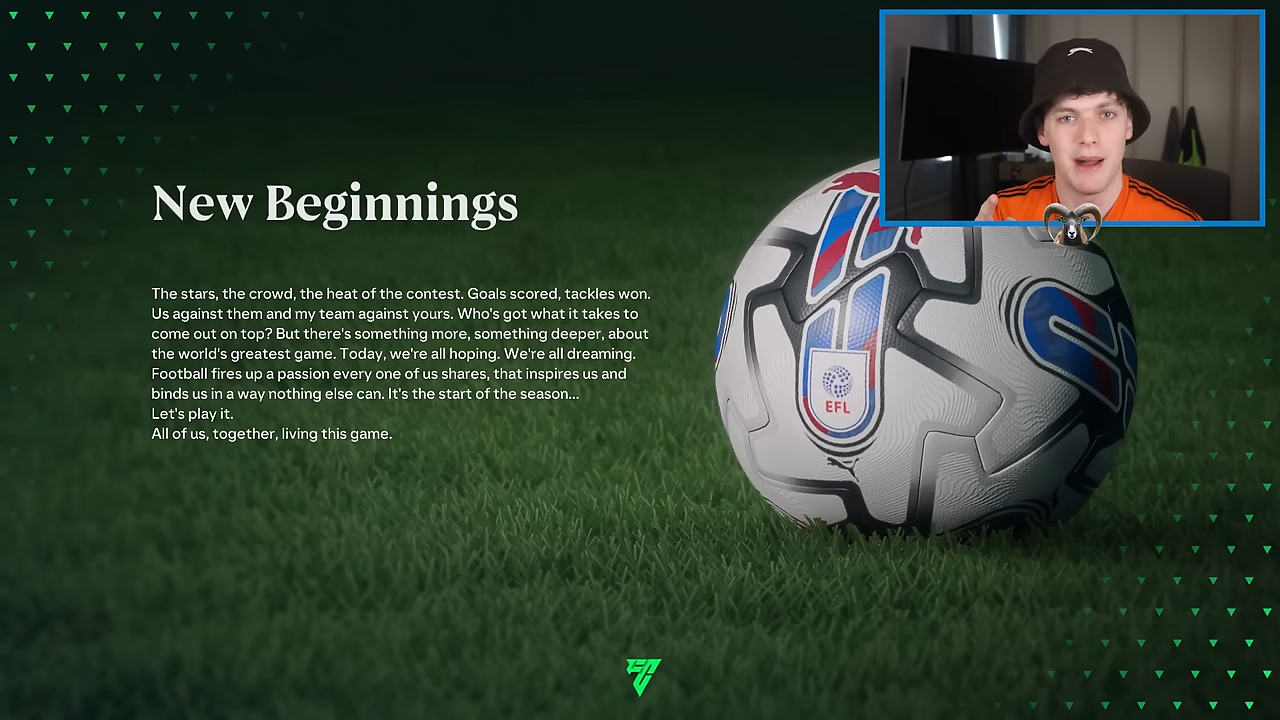 New Beginnings
The stars, the crowd, the heat of the contest. Goals scored, tackles won.
Us against them and my team against yours. Who's got what it takes to
come out on top? But there's something more, something deeper, about
the world's greatest game. Today, we're all hoping. We're all dreaming.
Football fires up a passion every one of us shares, that inspires us and
binds us in a way nothing else can. It's the start of the season...
Let's play it.
All of us, together, living this game.
EFL